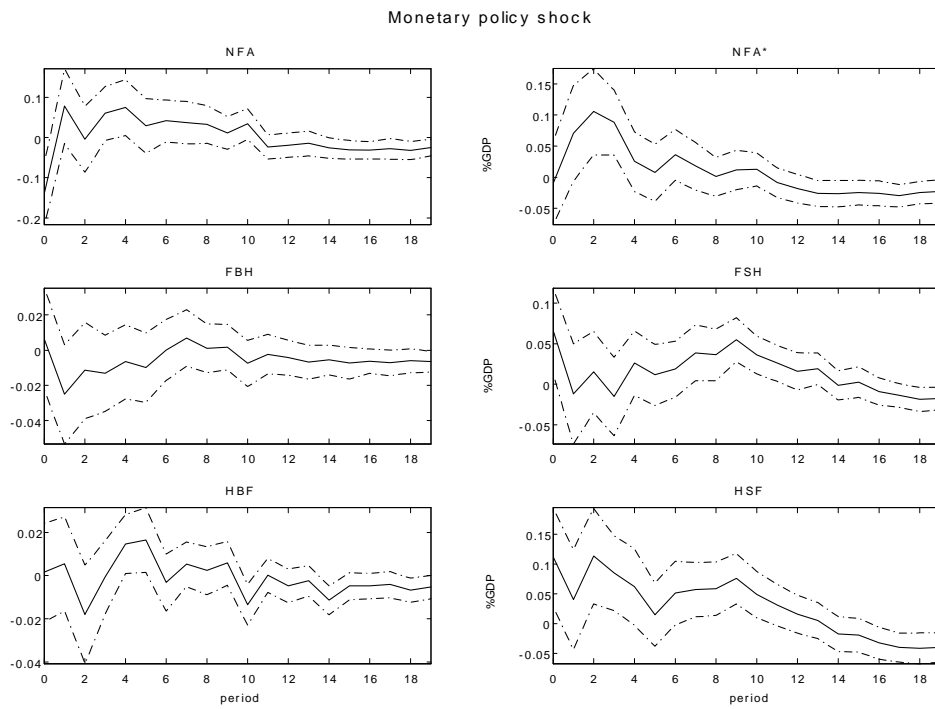 Monetary policy shock
NFA
0.1
0
-0.1
-0.2
0 2 4 6 8 10 12 14 16 18
NFA*
%GDP
0.15
0.1
0.05
0
-0.05
0 2 4 6 8 10 12 14 16 18
FBH
0.02
0
-0.02
-0.04
0 2 4 6 8 10 12 14 16 18
FSH
%GDP
0.1
0.05
0
-0.05
0 2 4 6 8 10 12 14 16 18
HBF
0.02
0
-0.02
-0.04
0 2 4 6 8 10 12 14 16 18
period
HSF
%GDP
0.15
0.1
0.05
0
-0.05
0 2 4 6 8 10 12 14 16 18
period